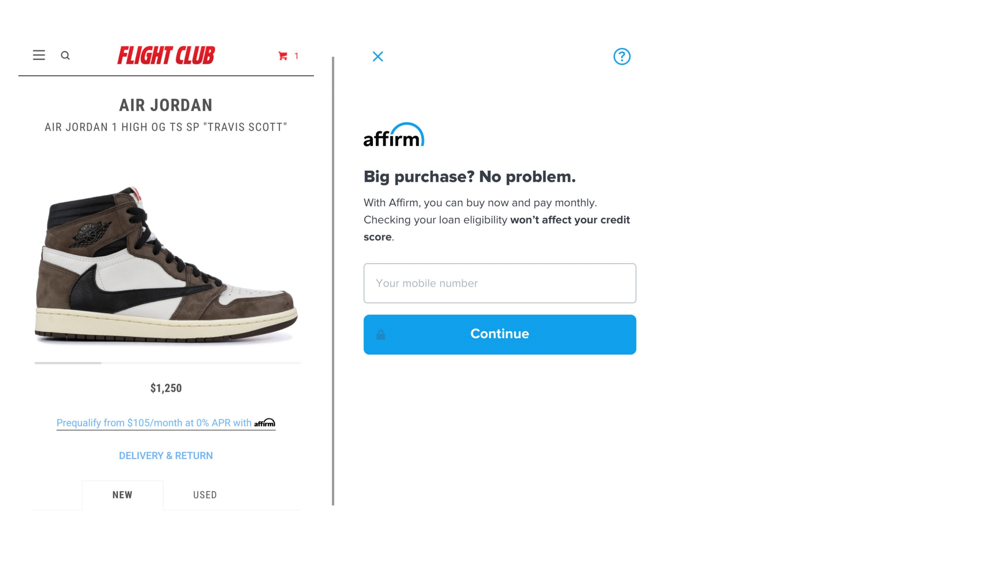 FLIGHT CLUB
1
AIR JORDAN
AIR JORDAN 1 HIGH OG TS SP "TRAVIS SCOTT"
AIR JORDAN
$1,250
Prequalify from $105/month at 0% APR with affirm
DELIVERY & RETURN
NEW
USED
?
affirm
Big purchase? No problem.
With Affirm, you can buy now and pay monthly.
Checking your loan eligibility won’t affect your credit
score.
Your mobile number
Continue